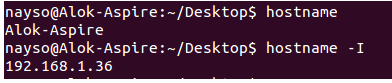 nayso@Alok-Aspire:~/Desktop$ hostname
Alok-Aspire
nayso@Alok-Aspire:~/Desktop$ hostname -I
192.168.1.36